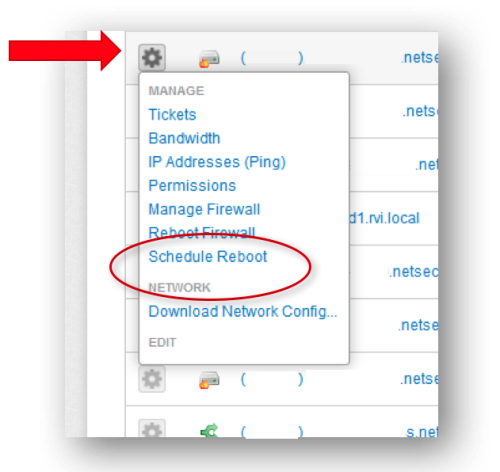 ( ) .netse
MANAGE
Tickets .netse
Bandwidth
IP Addresses (Ping) .net
Permissions
Manage Firewall d1.rvi.local
Reboot Firewall
Schedule Reboot .netsec
NETWORK
Download Network Config... .netse
EDIT
( ) .netse
( ) s.net